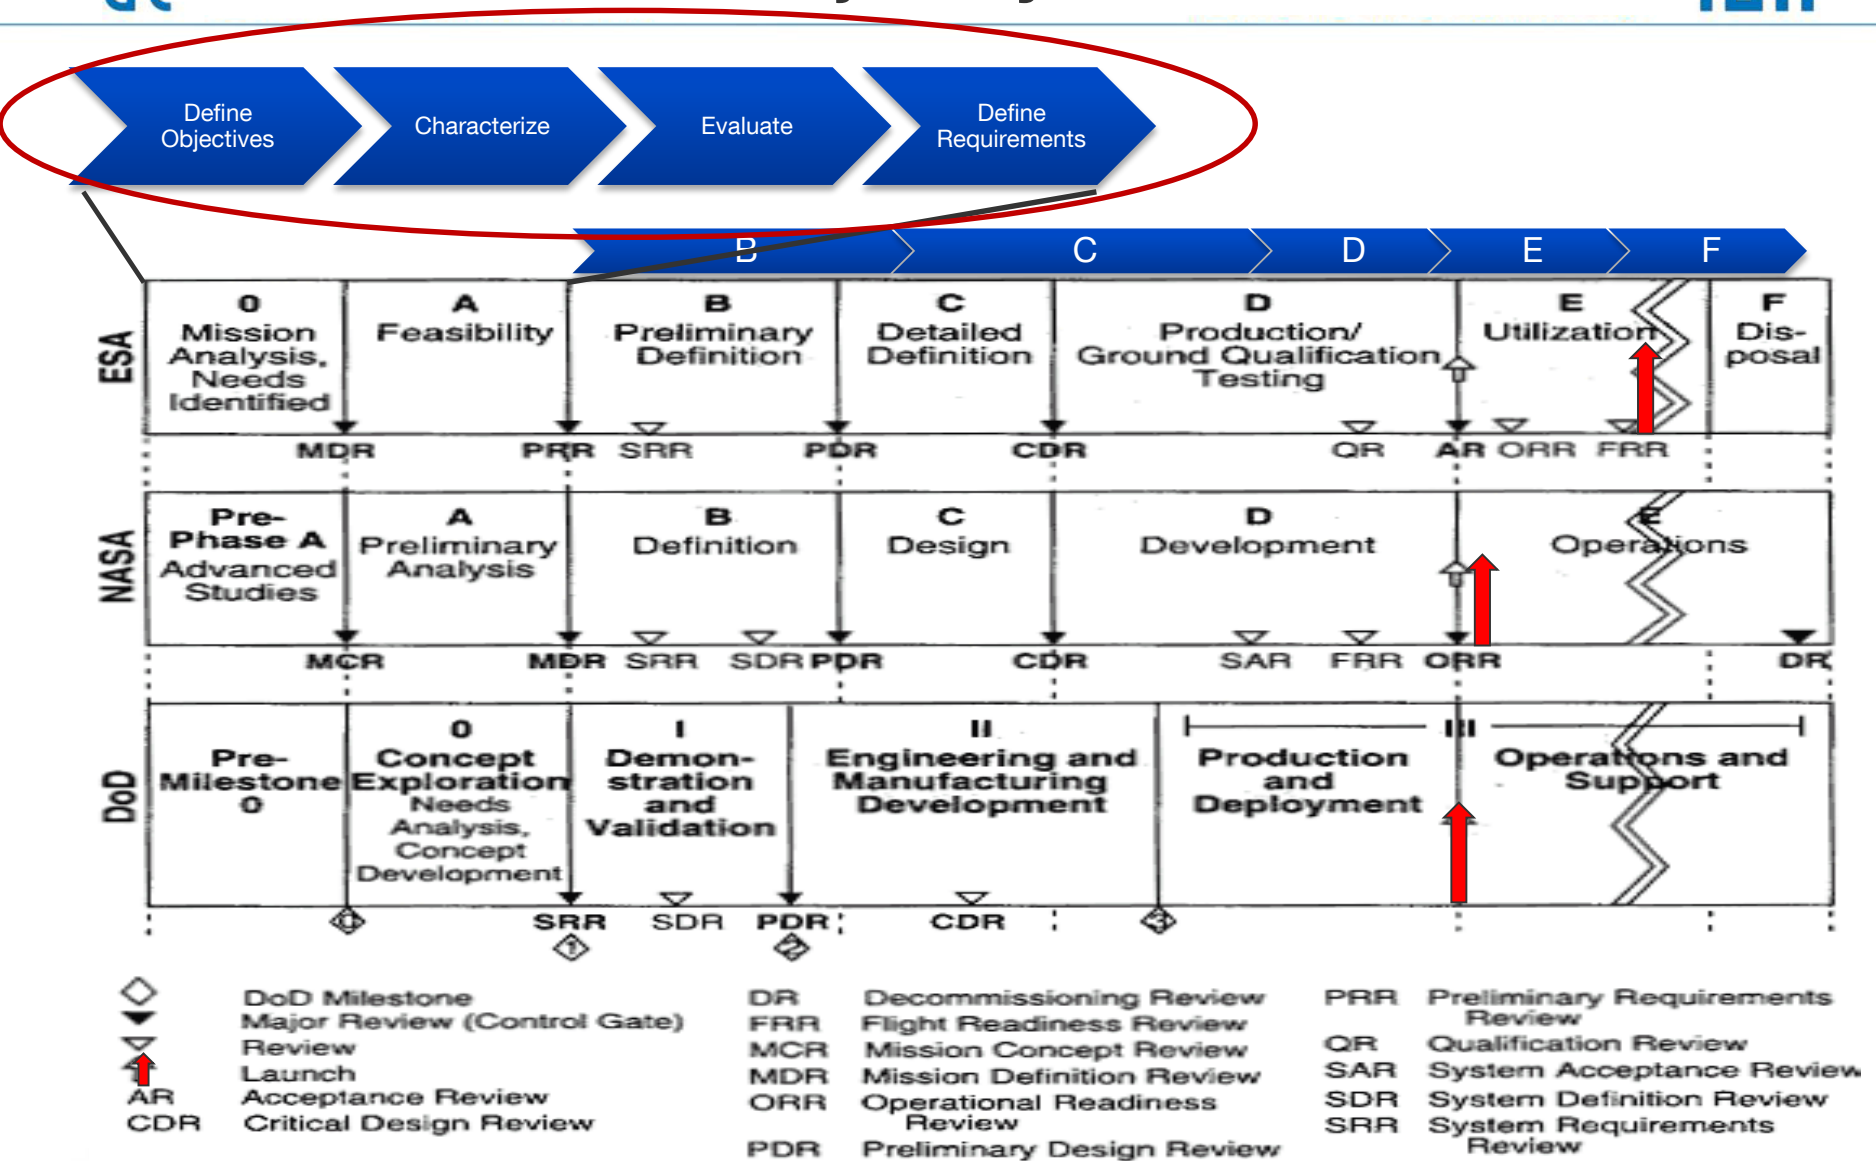 Define
Objectives
Characterize
Evaluate
Define
Requirements
B
C
D
E
F
ESA
0
Mission
Analysis,
Needs
Identified
A
Feasibility
B
Preliminary
Definition
C
Detailed
Definition
D
Production/
Ground Qualification
Testing
E
Utilization
F
Dis-
posal
MDR
PRR
SRR
PDR
CDR
QR
AR
ORR
FRR
NASA
Pre-
Phase A
Advanced
Studies
A
Preliminary
Analysis
B
Definition
C
Design
D
Development
E
Operations
MCR
MDR
SRR
SDR
PDR
CDR
SAR
FRR
ORR
DR
DoD
Pre-
Milestone
0
0
Concept
Exploration
Needs
Analysis,
Concept
Development
I
Demon-
stration
and
Validation
II
Engineering and
Manufacturing
Development
III
Production
and
Deployment
Operations and
Support
0
SRR
1
SDR
PDR
2
CDR
3
DoD Milestone
Major Review (Control Gate)
Review
Launch
AR Acceptance Review
CDR Critical Design Review
DR Decommissioning Review
FRR Flight Readiness Review
MCR Mission Concept Review
MDR Mission Definition Review
ORR Operational Readiness
Review
PDR Preliminary Design Review
PRR Preliminary Requirements
Review
QR Qualification Review
SAR System Acceptance Review
SDR System Definition Review
SRR System Requirements
Review